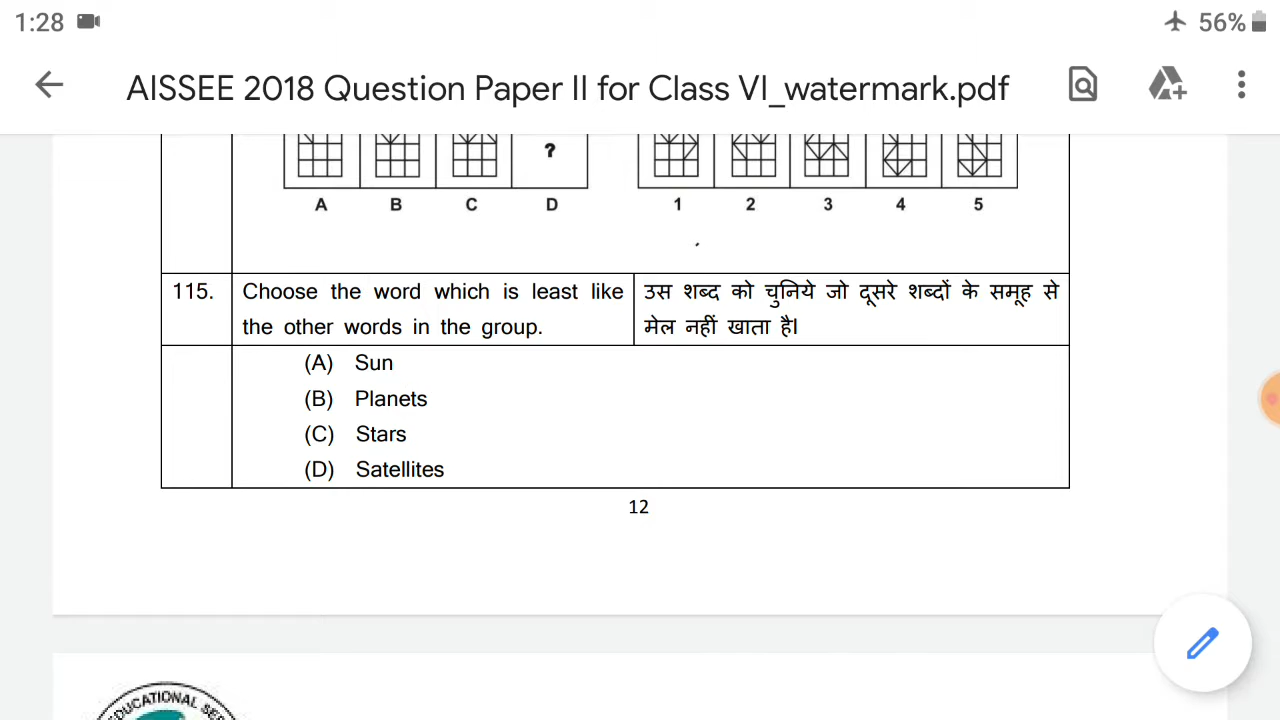 1:28 56%
AISSEE 2018 Question Paper II for Class VI_watermark.pdf
?
A B C D 1 2 3 4 5
115. Choose the word which is least like उस शब्द को चुनिये जो दूसरे शब्दों के समूह से
the other words in the group. मेल नहीं खाता है।
(A) Sun
(B) Planets
(C) Stars
(D) Satellites
12
EDUCATIONAL